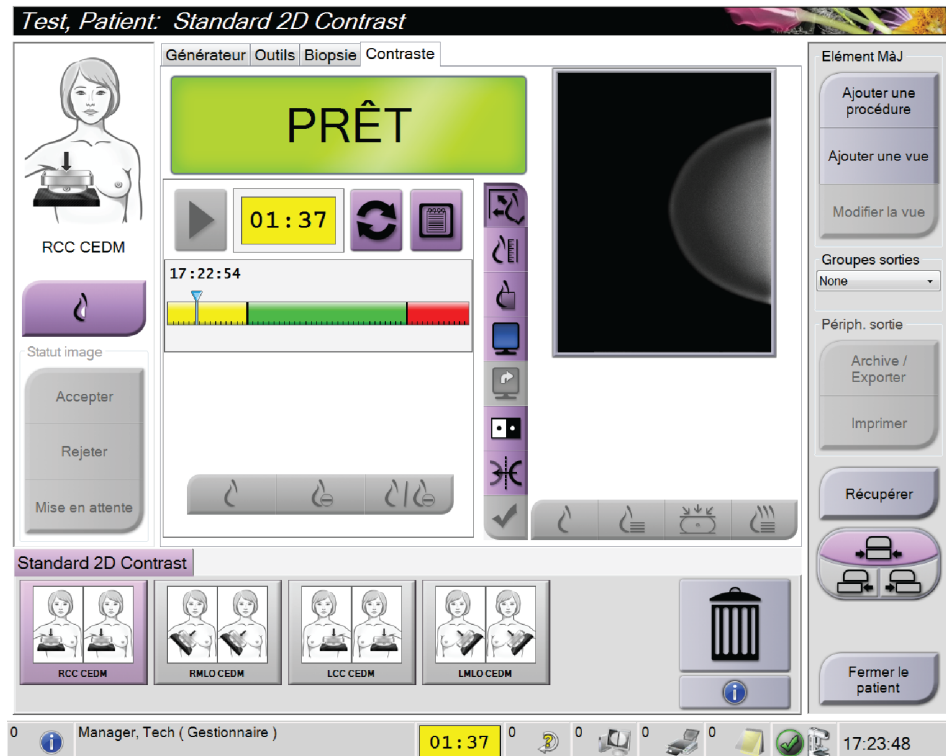 Test, Patient: Standard 2D Contrast
Générateur Outils Biopsie Contraste
PRÊT
RCC CEDM
01:37
17:22:54
Statut image
Accepter
Rejeter
Mise en attente
Elément MàJ
Ajouter une
procédure
Ajouter une vue
Modifier la vue
Groupes sorties
None
Périph. sortie
Archive /
Exporter
Imprimer
Récupérer
Fermer le
patient
Standard 2D Contrast
RCC CEDM
RMLO CEDM
LCC CEDM
LMLO CEDM
0 Manager, Tech ( Gestionnaire ) 01:37 0 0 0 17:23:48